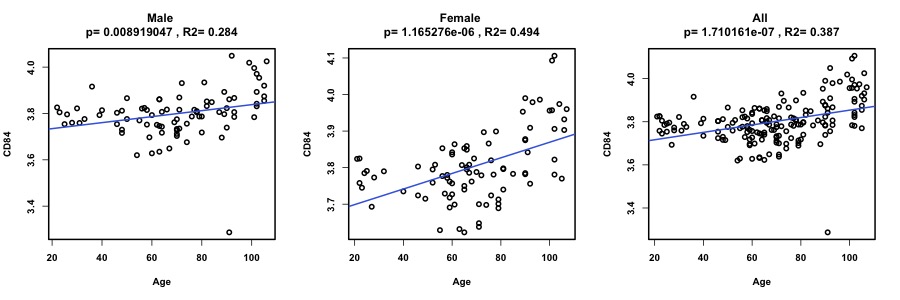 Male
p= 0.008919047 , R2= 0.284
CD84
4.0
3.8
3.6
3.4
20 40 60 80 100
Age
Female
p= 1.165276e-06 , R2= 0.494
CD84
4.1
4.0
3.9
3.8
3.7
20 40 60 80 100
Age
All
p= 1.710161e-07 , R2= 0.387
CD84
4.0
3.8
3.6
3.4
20 40 60 80 100
Age